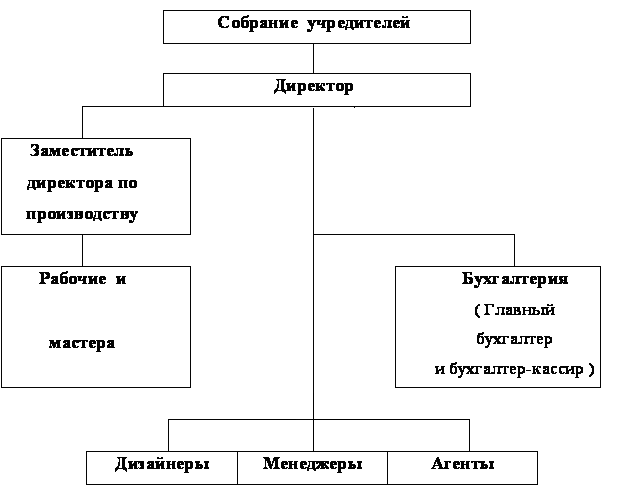 Собрание учредителей
Директор
Заместитель
директора по
производству
Рабочие и
мастера
Бухгалтерия
( Главный
бухгалтер
и бухгалтер-кассир )
Дизайнеры
Менеджеры
Агенты